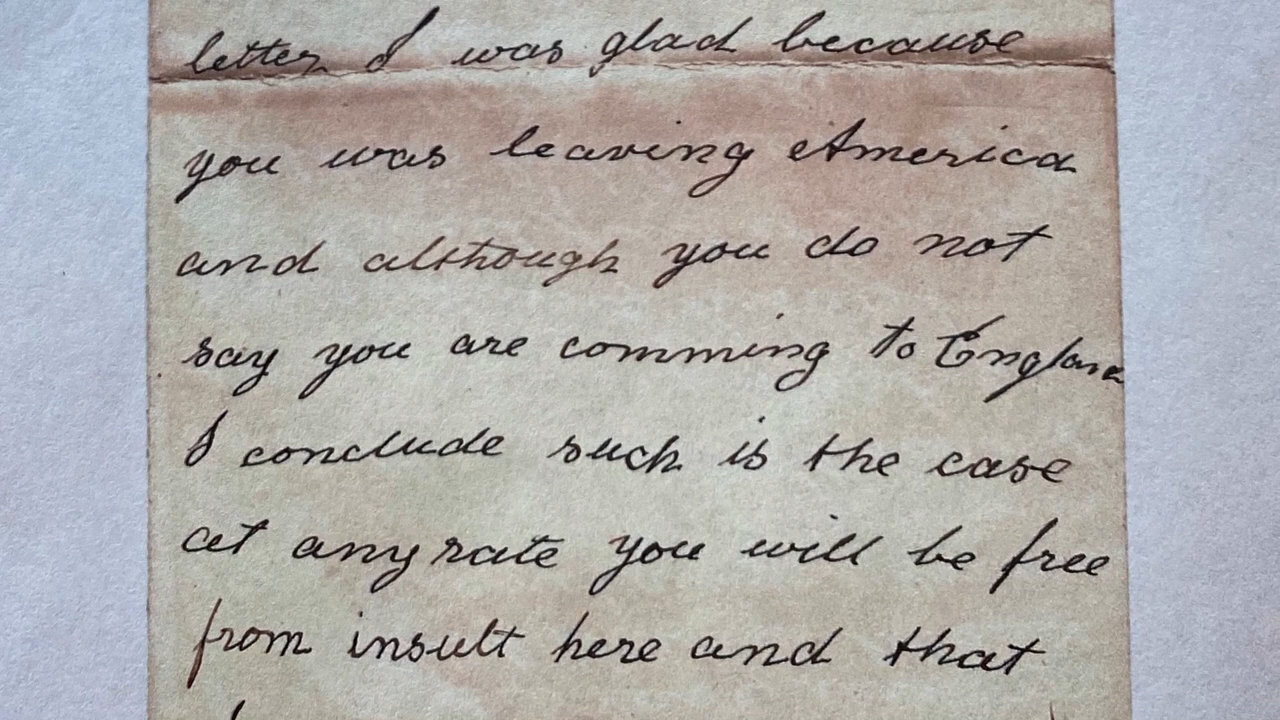 letter I was glad because
you was leaving America
and although you do not
say you are comming to England
I conclude such is the case
at any rate you will be free
from insult here and that